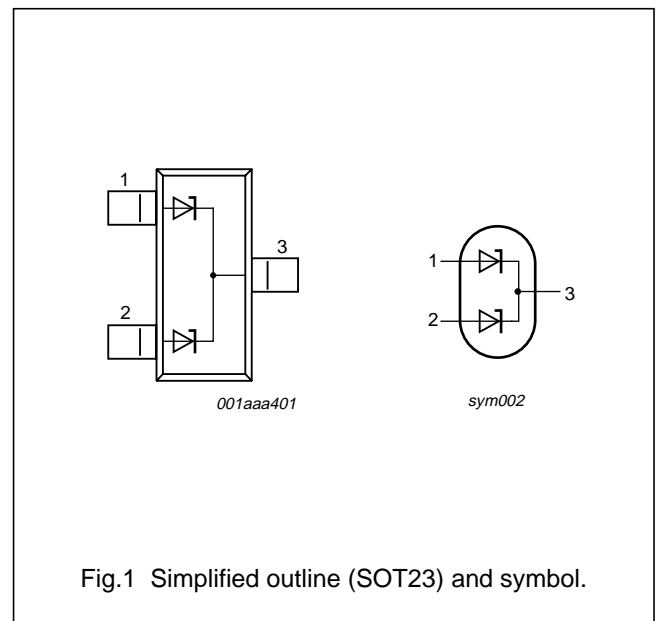 1
3
2
001aaa401
1
3
2
sym002
Fig.1 Simplified outline (SOT23) and symbol.